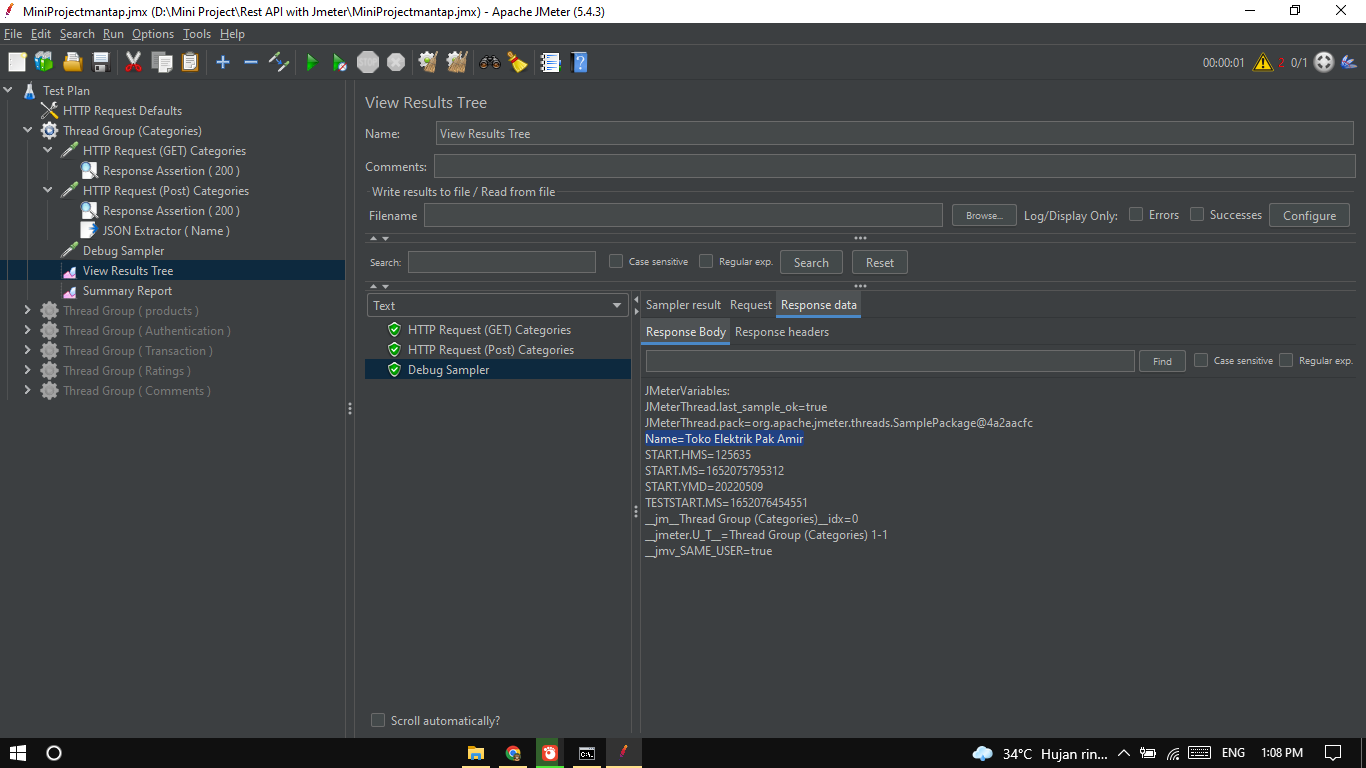 MiniProjectmantap.jmx (D:\Mini Project\Rest API with Jmeter\MiniProjectmantap.jmx) - Apache JMeter (5.4.3)
File Edit Search Run Options Tools Help
STOP
00:00:01 2 0/1
Test Plan
HTTP Request Defaults
Thread Group (Categories)
HTTP Request (GET) Categories
Response Assertion ( 200 )
HTTP Request (Post) Categories
Response Assertion ( 200 )
JSON Extractor ( Name )
Debug Sampler
View Results Tree
Summary Report
Thread Group ( products )
Thread Group ( Authentication )
Thread Group ( Transaction )
Thread Group ( Ratings )
Thread Group ( Comments )
View Results Tree
Name: View Results Tree
Comments:
Write results to file / Read from file
Filename Browse... Log/Display Only: Errors Successes Configure
Search: Case sensitive Regular exp. Search Reset
Text
HTTP Request (GET) Categories
HTTP Request (Post) Categories
Debug Sampler
Scroll automatically?
Sampler result Request Response data
Response Body Response headers
Find Case sensitive Regular exp.
JMeterVariables:
JMeterThread.last_sample_ok=true
JMeterThread.pack=org.apache.jmeter.threads.SamplePackage@4a2aacfc
Name=Toko Elektrik Pak Amir
START.HMS=125635
START.MS=1652075795312
START.YMD=20220509
TESTSTART.MS=1652076454551
__jm__Thread Group (Categories)__idx=0
__jmeter.U_T__=Thread Group (Categories) 1-1
__jmv_SAME_USER=true
34°C Hujan rin... ENG 1:08 PM